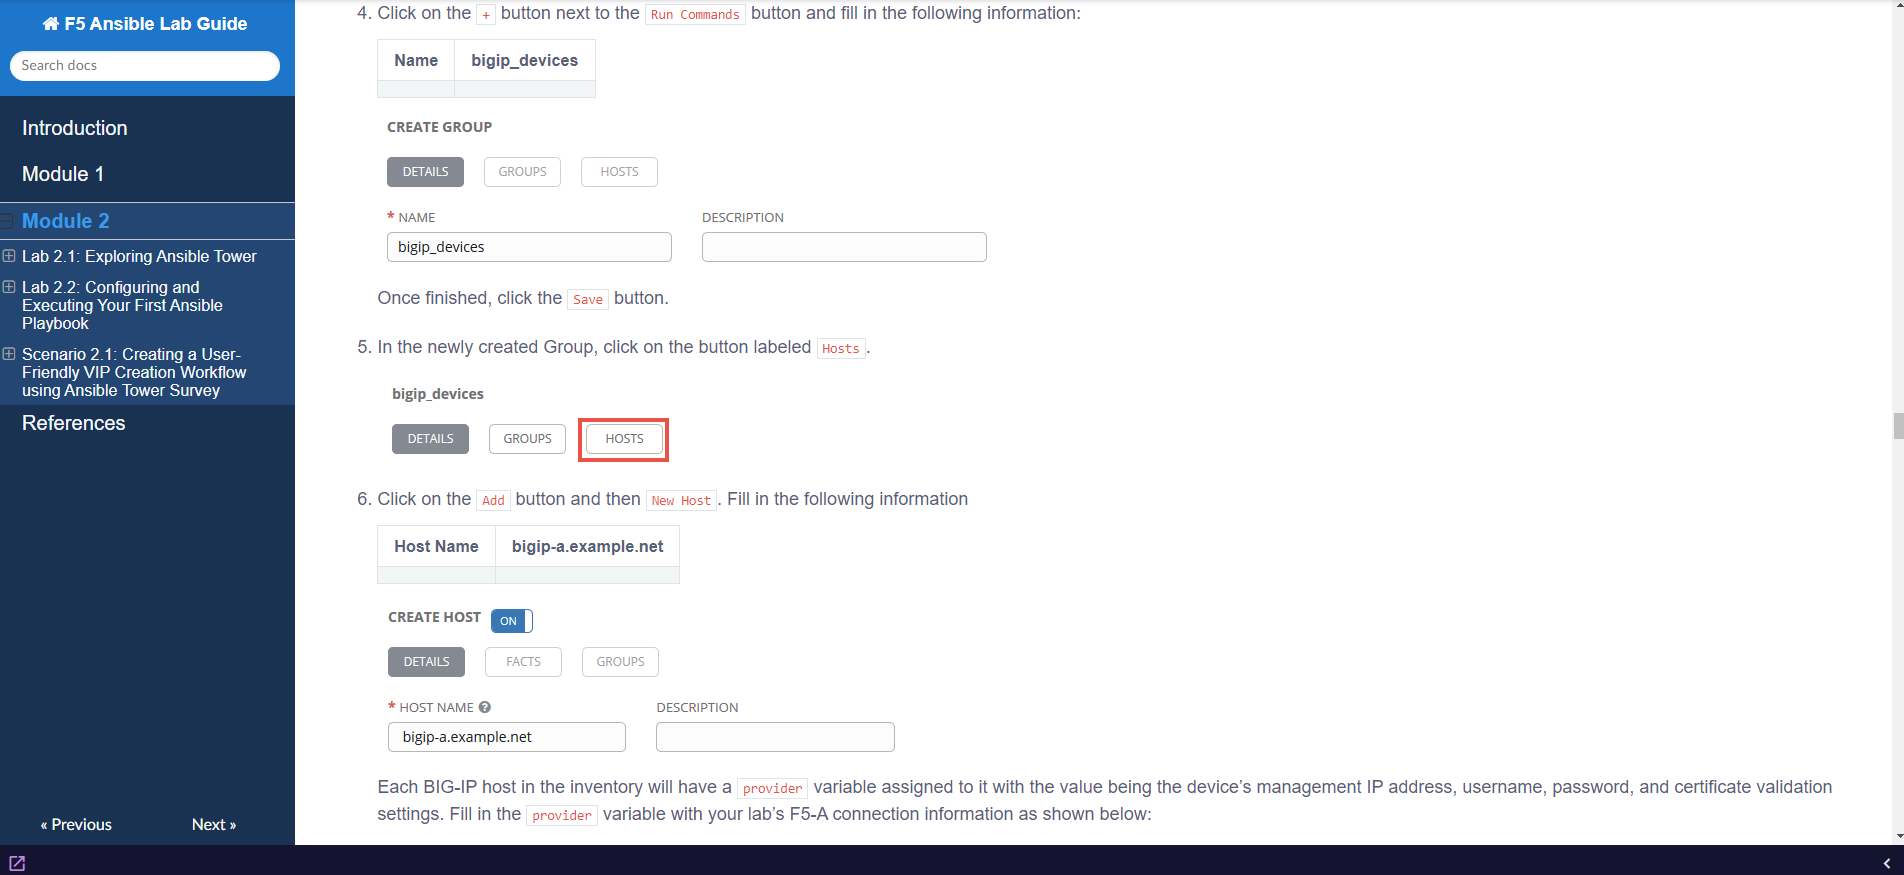 F5 Ansible Lab Guide
Search docs
Introduction
Module 1
Module 2
Lab 2.1: Exploring Ansible Tower
Lab 2.2: Configuring and
Executing Your First Ansible
Playbook
Scenario 2.1: Creating a User-
Friendly VIP Creation Workflow
using Ansible Tower Survey
References
« Previous
Next »
4. Click on the + button next to the Run Commands button and fill in the following information:
Name bigip_devices
CREATE GROUP
DETAILS GROUPS HOSTS
* NAME DESCRIPTION
bigip_devices
Once finished, click the Save button.
5. In the newly created Group, click on the button labeled Hosts.
bigip_devices
DETAILS GROUPS HOSTS
6. Click on the Add button and then New Host. Fill in the following information
Host Name bigip-a.example.net
CREATE HOST ON
DETAILS FACTS GROUPS
* HOST NAME ? DESCRIPTION
bigip-a.example.net
Each BIG-IP host in the inventory will have a provider variable assigned to it with the value being the device’s management IP address, username, password, and certificate validation
settings. Fill in the provider variable with your lab’s F5-A connection information as shown below: